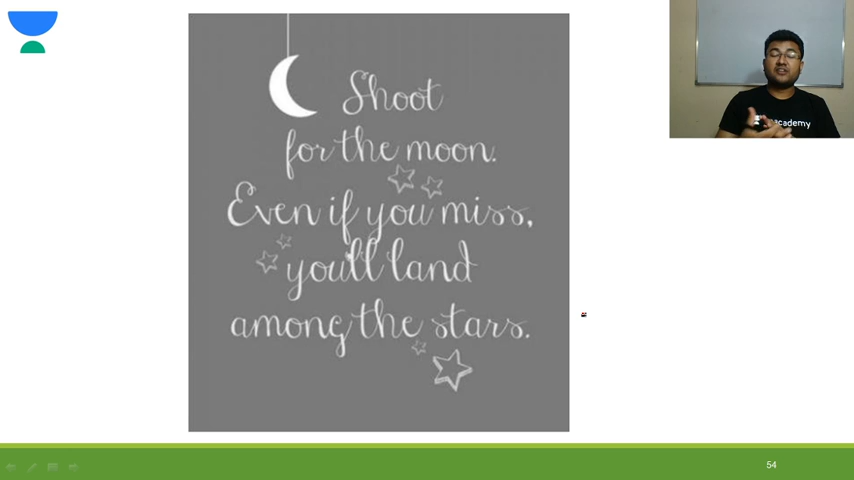 Shoot
for the moon.
Even if you miss,
you'll land
among the stars.
academy
54